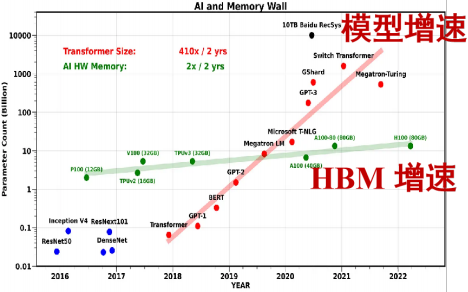 AI and Memory Wall
10TB Baidu RecSys
模型增速
Transformer Size: 410x / 2 yrs
AI HW Memory: 2x / 2 yrs
Switch Transformer
GShard
Megatron-Turing
GPT-3
Microsoft T-NLG
Megatron LM
A100-80 (80GB)
H100 (80GB)
V100 (32GB)
TPUv3 (32GB)
P100 (12GB)
TPUv2 (16GB)
A100 (40GB)
GPT-2
HBM 增速
BERT
GPT-1
Transformer
Inception V4
ResNext101
ResNet50
DenseNet
Parameter Count (Billion)
10000
1000
100
10
1
0.1
0.01
2016 2017 2018 2019 2020 2021 2022
YEAR